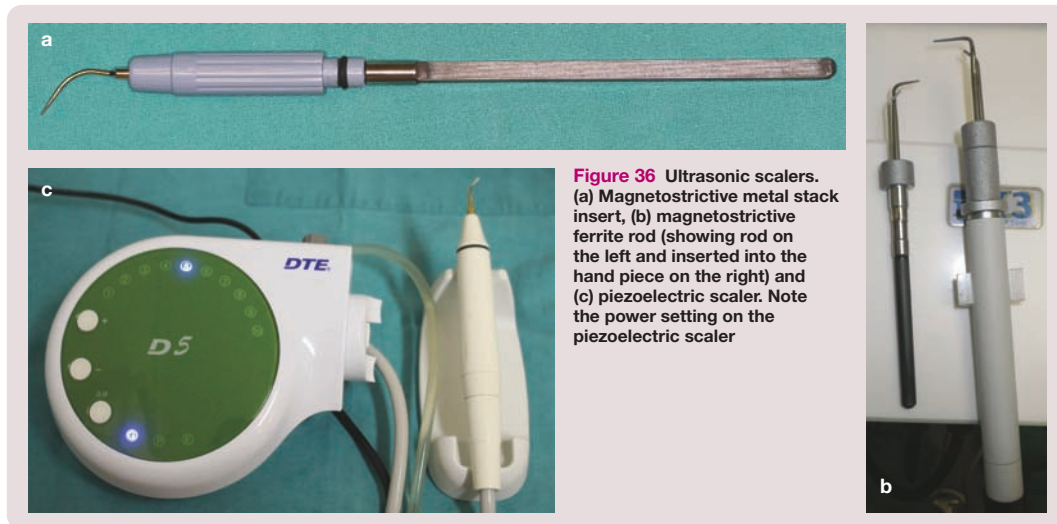 a
c
DTE
D5
Figure 36 Ultrasonic scalers.
(a) Magnetostrictive metal stack
insert, (b) magnetostrictive
ferrite rod (showing rod on
the left and inserted into the
hand piece on the right) and
(c) piezoelectric scaler. Note
the power setting on the
piezoelectric scaler
b